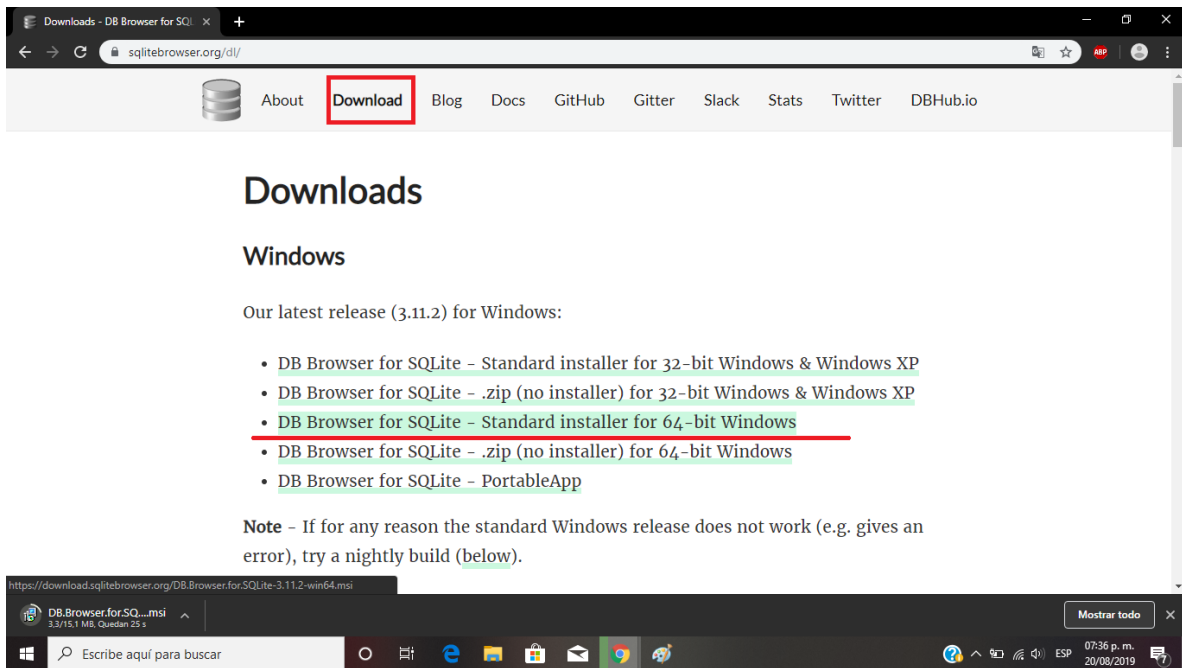 Downloads - DB Browser for SQL
sqlitebrowser.org/dl/
ABP
About Download Blog Docs GitHub Gitter Slack Stats Twitter DBHub.io
Downloads
Windows
Our latest release (3.11.2) for Windows:
• DB Browser for SQLite - Standard installer for 32-bit Windows & Windows XP
• DB Browser for SQLite - .zip (no installer) for 32-bit Windows & Windows XP
• DB Browser for SQLite - Standard installer for 64-bit Windows
• DB Browser for SQLite - .zip (no installer) for 64-bit Windows
• DB Browser for SQLite - PortableApp
Note - If for any reason the standard Windows release does not work (e.g. gives an
error), try a nightly build (below).
https://download.sqlitebrowser.org/DB.Browser.for.SQLite-3.11.2-win64.msi
DB.Browser.for.SQ....msi
3,3/15,1 MB, Quedan 25 s
Mostrar todo
Escribe aquí para buscar
ESP
07:36 p. m.
20/08/2019
7